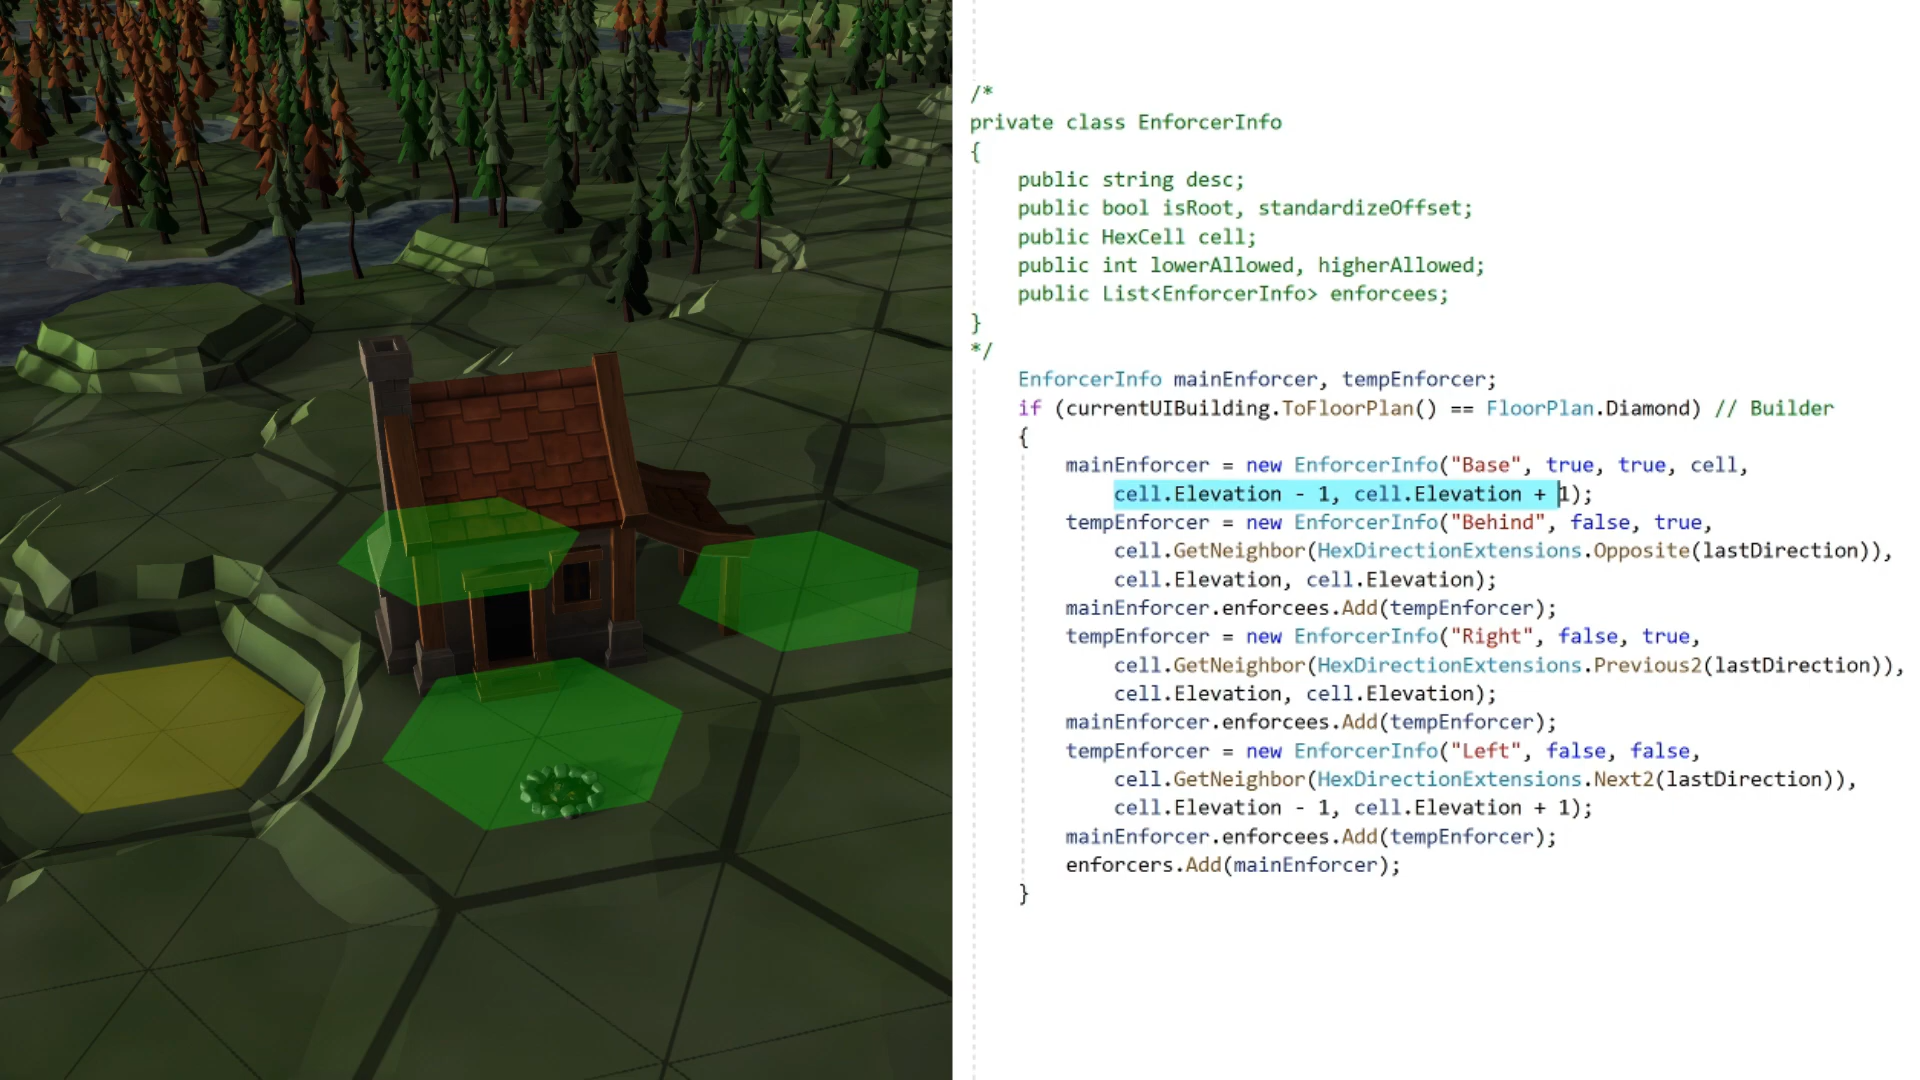 /*
private class EnforcerInfo
{
public string desc;
public bool isRoot, standardizeOffset;
public HexCell cell;
public int lowerAllowed, higherAllowed;
public List<EnforcerInfo> enforcees;
}
*/
EnforcerInfo mainEnforcer, tempEnforcer;
if (currentUIBuilding.ToFloorPlan() == FloorPlan.Diamond) // Builder
{
mainEnforcer = new EnforcerInfo("Base", true, true, cell,
cell.Elevation - 1, cell.Elevation + 1);
tempEnforcer = new EnforcerInfo("Behind", false, true,
cell.GetNeighbor(HexDirectionExtensions.Opposite(lastDirection)),
cell.Elevation, cell.Elevation);
mainEnforcer.enforcees.Add(tempEnforcer);
tempEnforcer = new EnforcerInfo("Right", false, true,
cell.GetNeighbor(HexDirectionExtensions.Previous2(lastDirection)),
cell.Elevation, cell.Elevation);
mainEnforcer.enforcees.Add(tempEnforcer);
tempEnforcer = new EnforcerInfo("Left", false, false,
cell.GetNeighbor(HexDirectionExtensions.Next2(lastDirection)),
cell.Elevation - 1, cell.Elevation + 1);
mainEnforcer.enforcees.Add(tempEnforcer);
enforcers.Add(mainEnforcer);
}